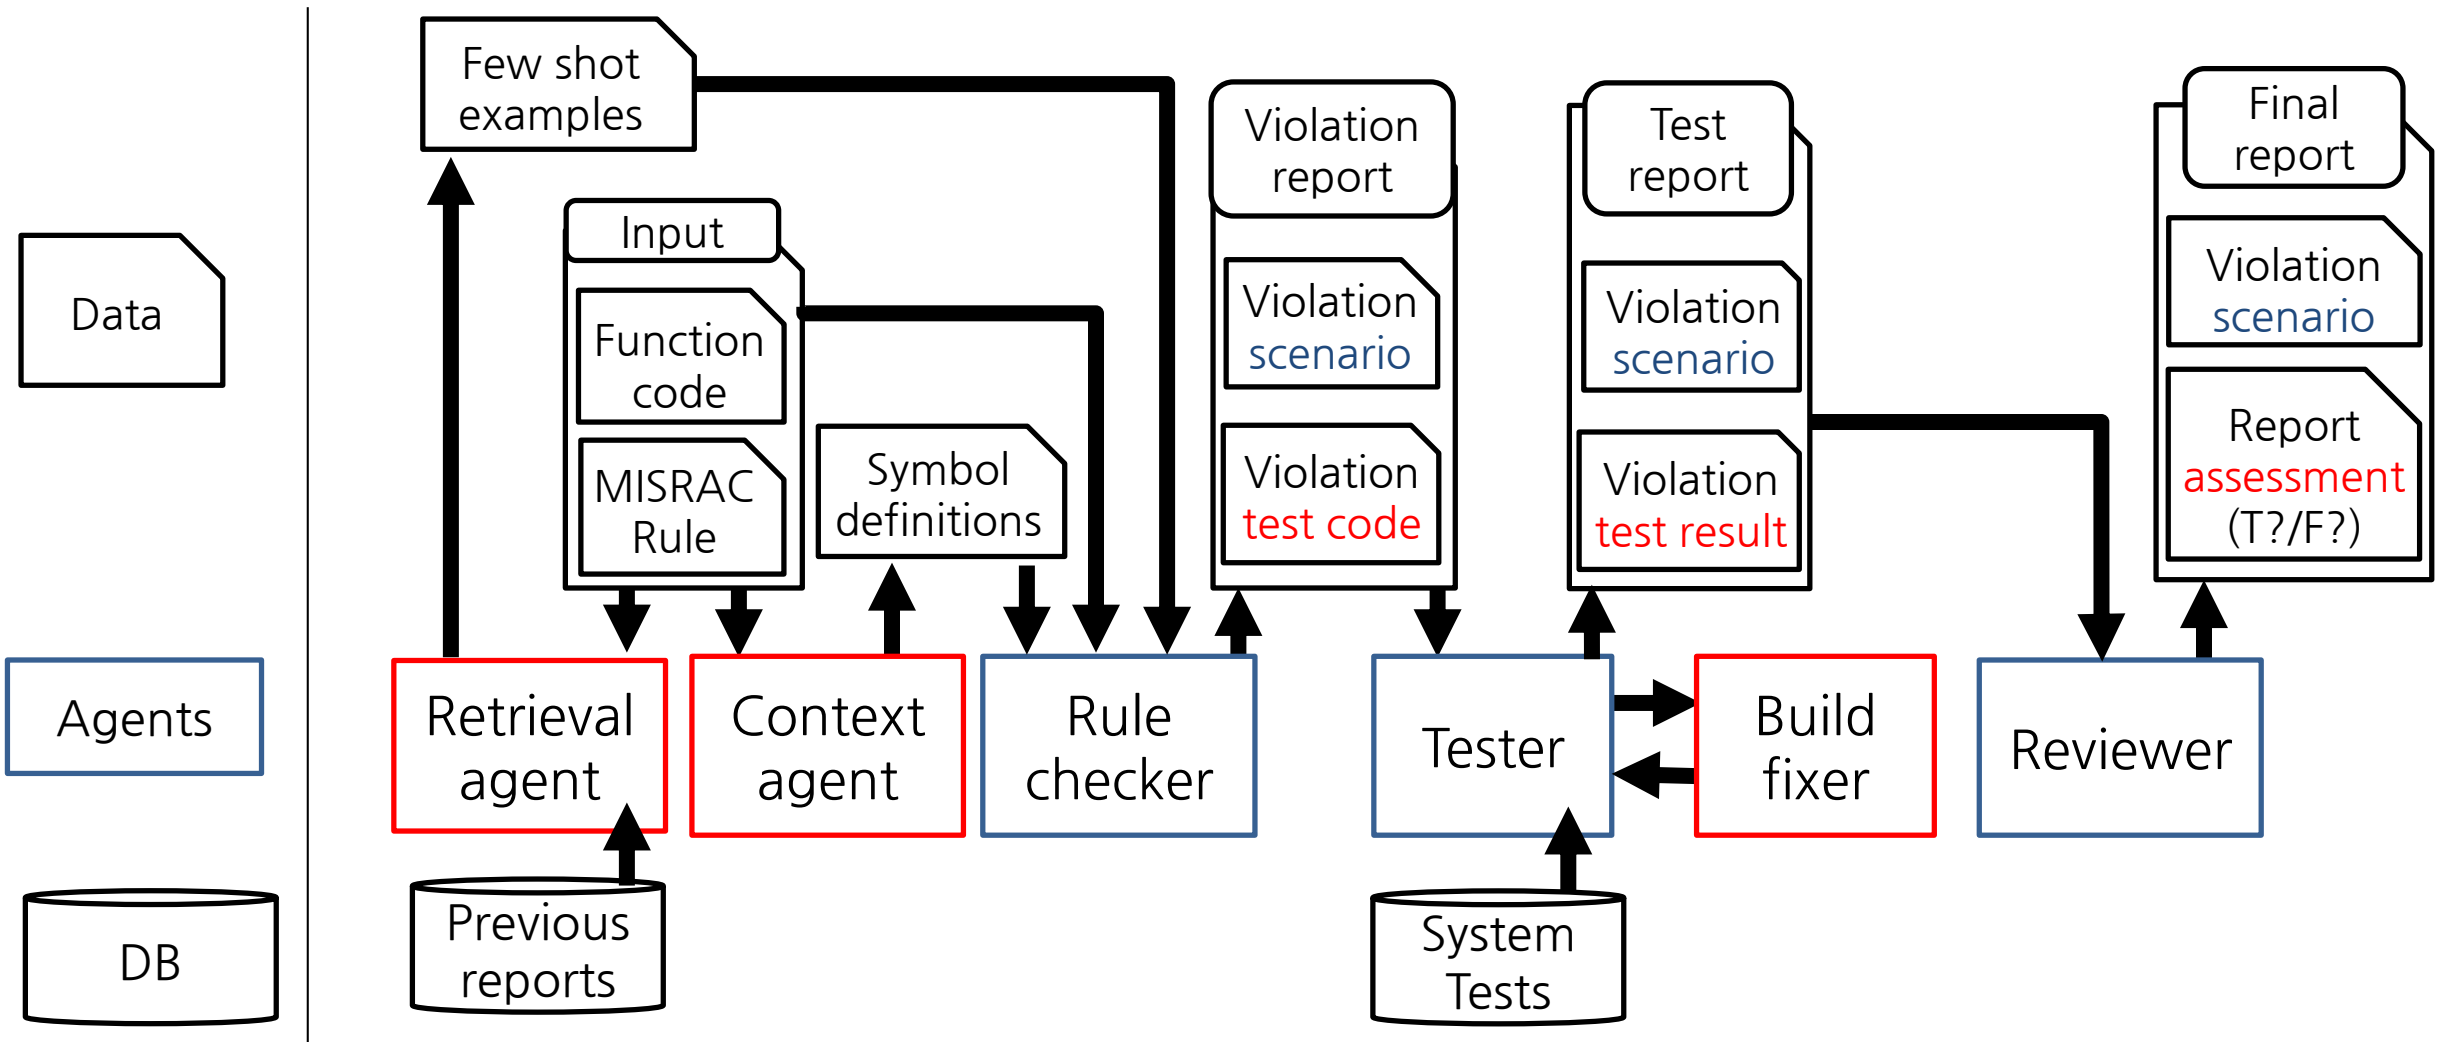 Data
Agents
DB
Few shot
examples
Input
Function
code
MISRAC
Rule
Symbol
definitions
Violation
report
Violation
scenario
Violation
test code
Test
report
Violation
scenario
Violation
test result
Final
report
Violation
scenario
Report
assessment
(T?/F?)
Retrieval
agent
Context
agent
Rule
checker
Tester
Build
fixer
Reviewer
Previous
reports
System
Tests